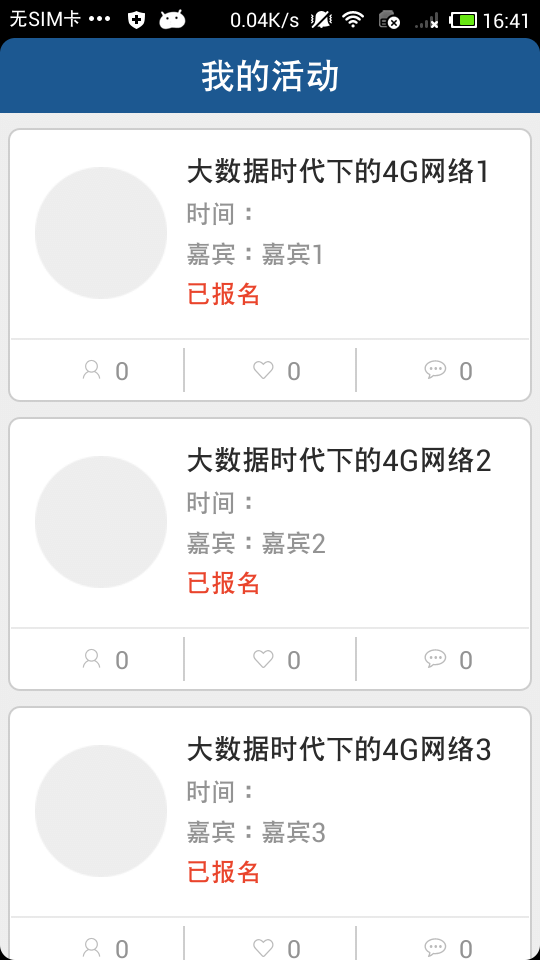 无SIM卡 ••• 0.04K/s 16:41
我的活动
大数据时代下的4G网络1
时间：
嘉宾：嘉宾1
已报名
0 0 0
大数据时代下的4G网络2
时间：
嘉宾：嘉宾2
已报名
0 0 0
大数据时代下的4G网络3
时间：
嘉宾：嘉宾3
已报名
0 0 0